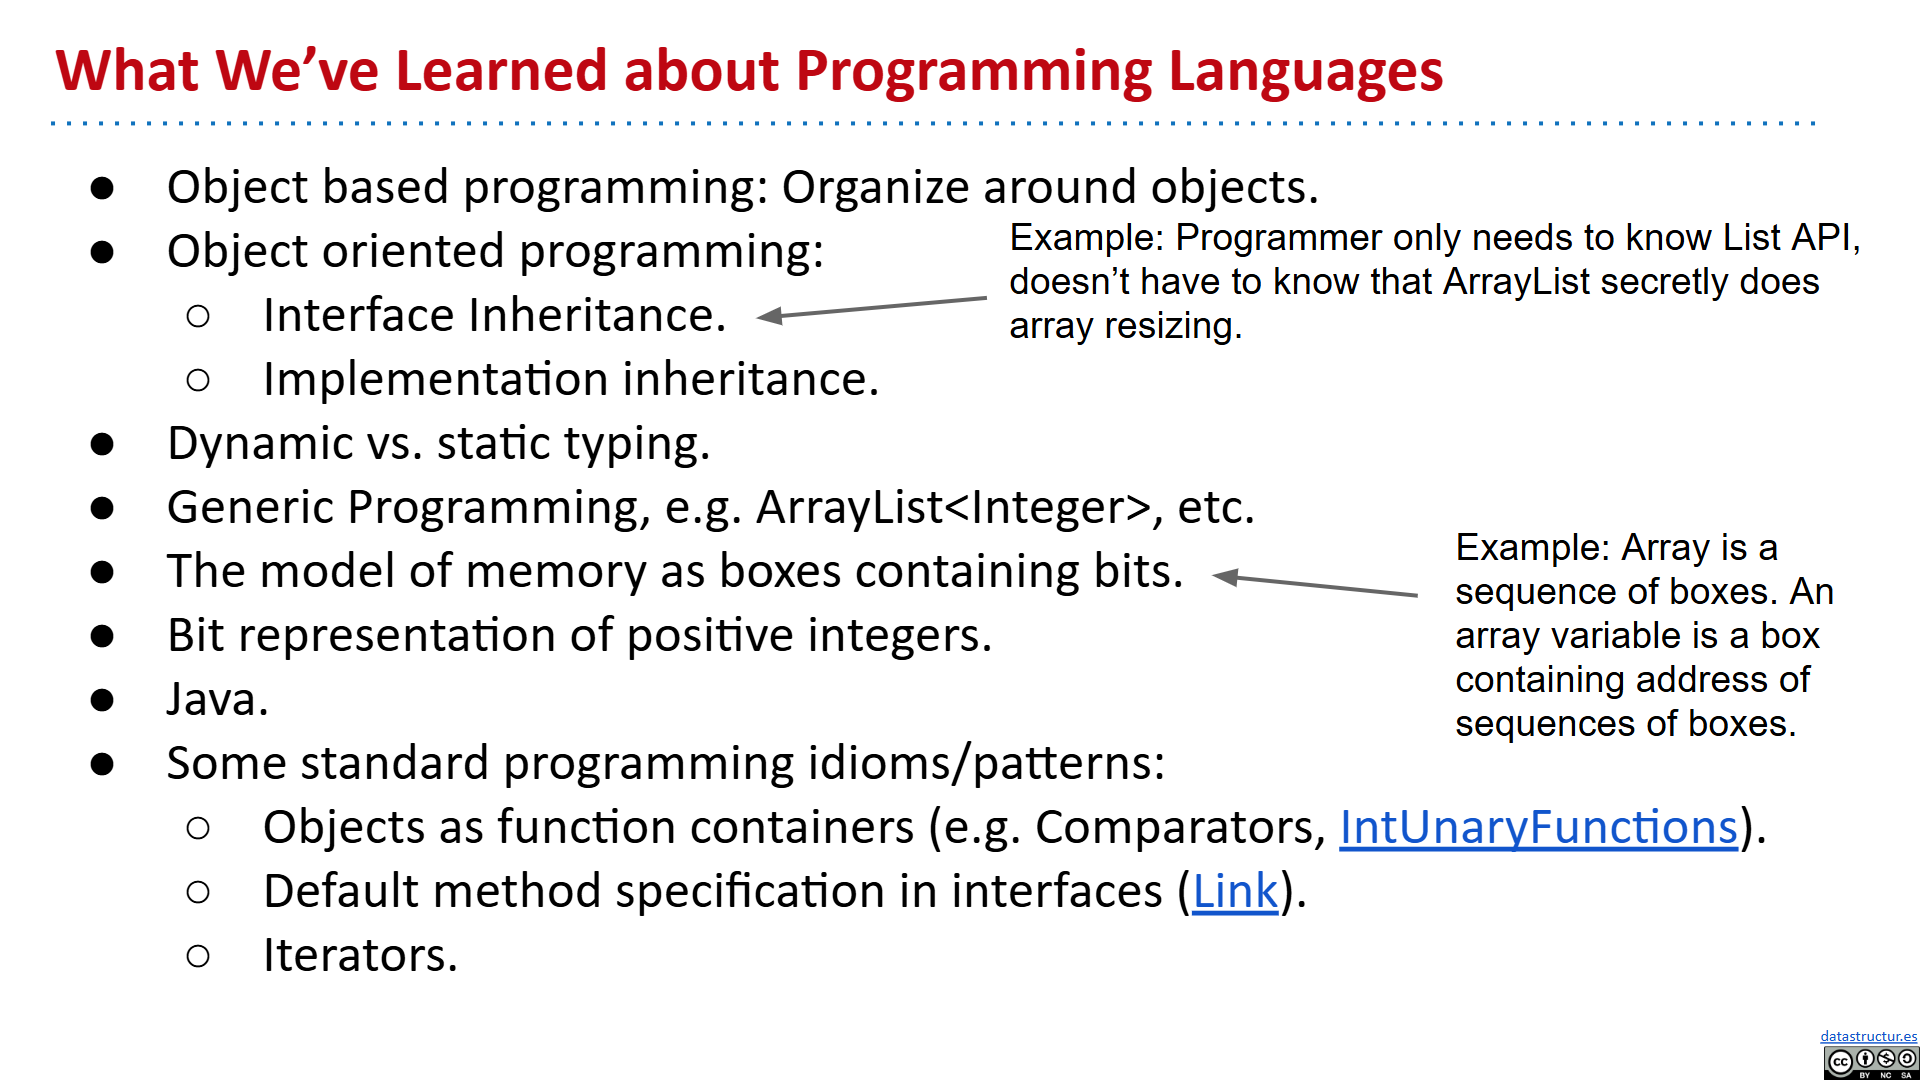 What We’ve Learned about Programming Languages
● Object based programming: Organize around objects.
● Object oriented programming:
○ Interface Inheritance.
Example: Programmer only needs to know List API,
doesn’t have to know that ArrayList secretly does
array resizing.
○ Implementation inheritance.
● Dynamic vs. static typing.
● Generic Programming, e.g. ArrayList<Integer>, etc.
● The model of memory as boxes containing bits.
Example: Array is a
sequence of boxes. An
array variable is a box
containing address of
sequences of boxes.
● Bit representation of positive integers.
● Java.
● Some standard programming idioms/patterns:
○ Objects as function containers (e.g. Comparators, IntUnaryFunctions).
○ Default method specification in interfaces (Link).
○ Iterators.
datastructur.es
cc
BY NC SA